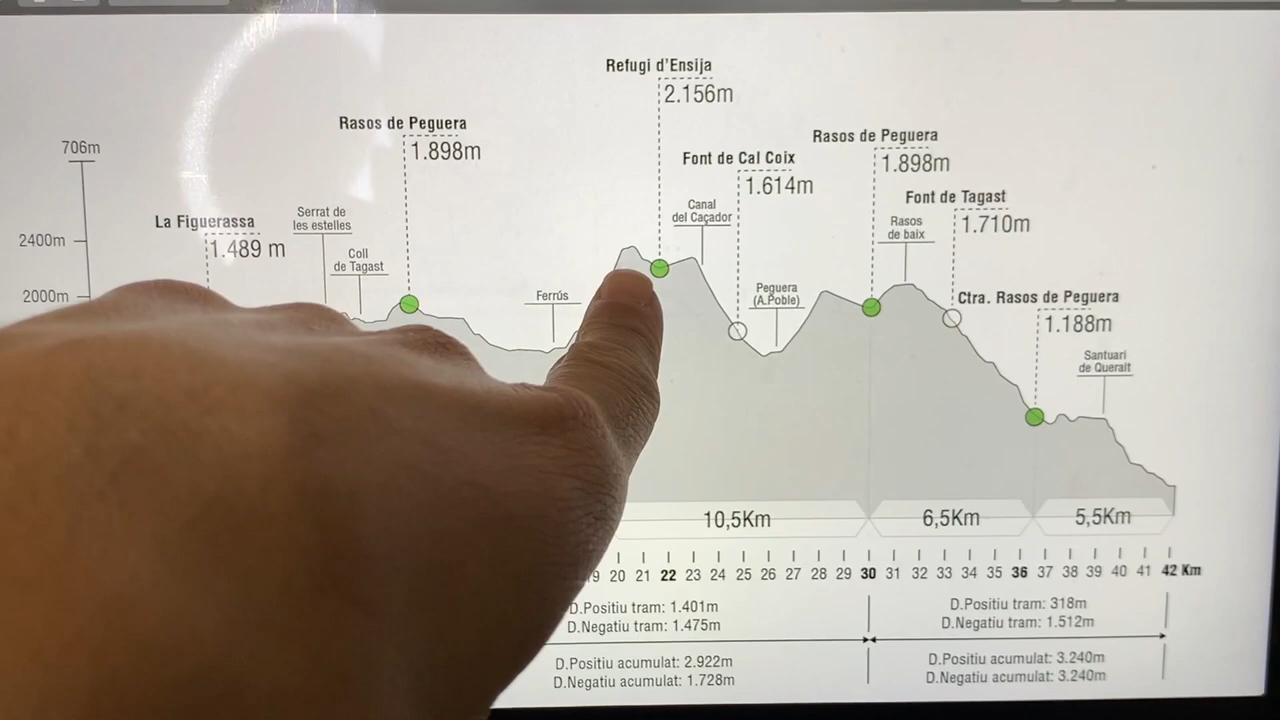 Refugi d'Ensija
2.156m
Rasos de Peguera
1.898m
Rasos de Peguera
1.898m
706m
Font de Cal Coix
1.614m
Font de Tagast
1.710m
La Figuerassa
1.489 m
Serrat de
les estelles
Canal
del Caçador
Rasos
de baix
2400m
Coll
de Tagast
2000m
Ferrús
Peguera
(A.Poble)
Ctra. Rasos de Peguera
1.188m
Santuari
de Queralt
10,5Km
6,5Km
5,5Km
20 21 22 23 24 25 26 27 28 29 30 31 32 33 34 35 36 37 38 39 40 41 42 Km
D.Positiu tram: 1.401m
D.Negatiu tram: 1.475m
D.Positiu tram: 318m
D.Negatiu tram: 1.512m
D.Positiu acumulat: 2.922m
D.Negatiu acumulat: 1.728m
D.Positiu acumulat: 3.240m
D.Negatiu acumulat: 3.240m